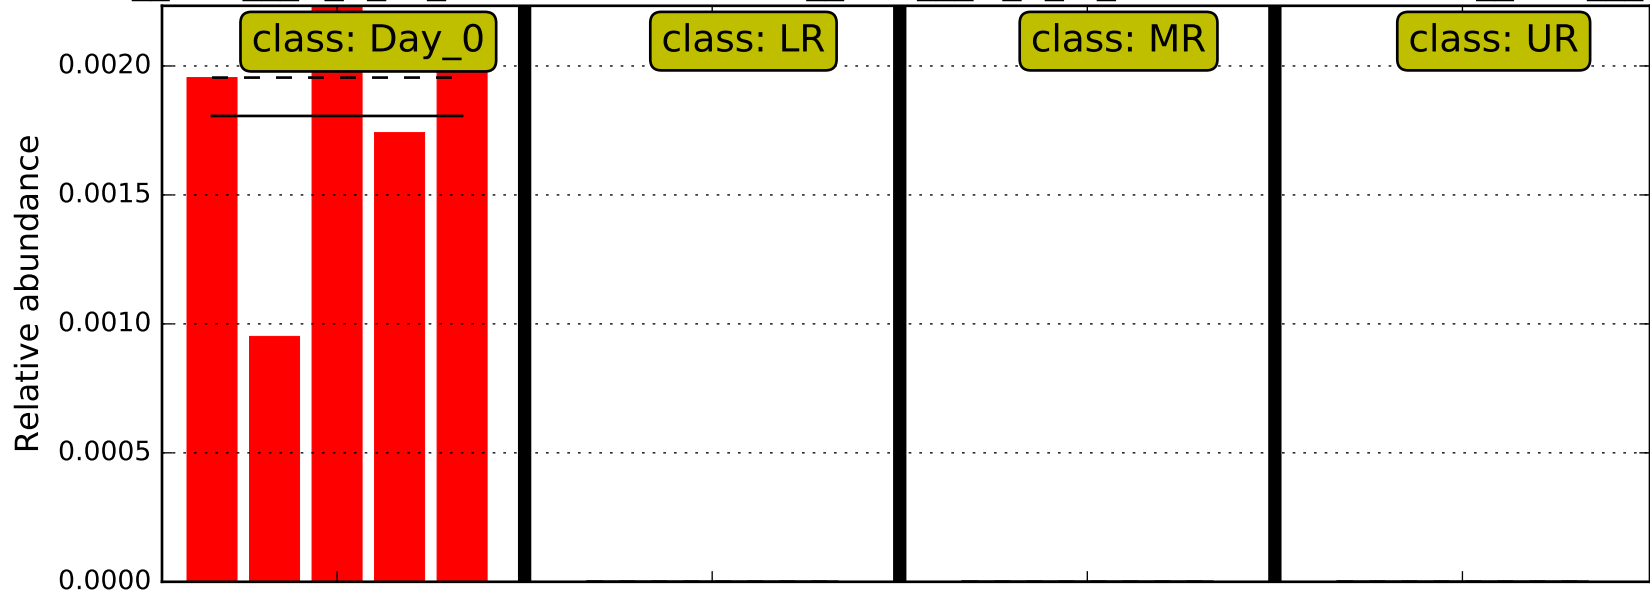 class: Day_0
class: LR
class: MR
class: UR
0.0020
0.0015
0.0010
0.0005
0.0000
Relative abundance